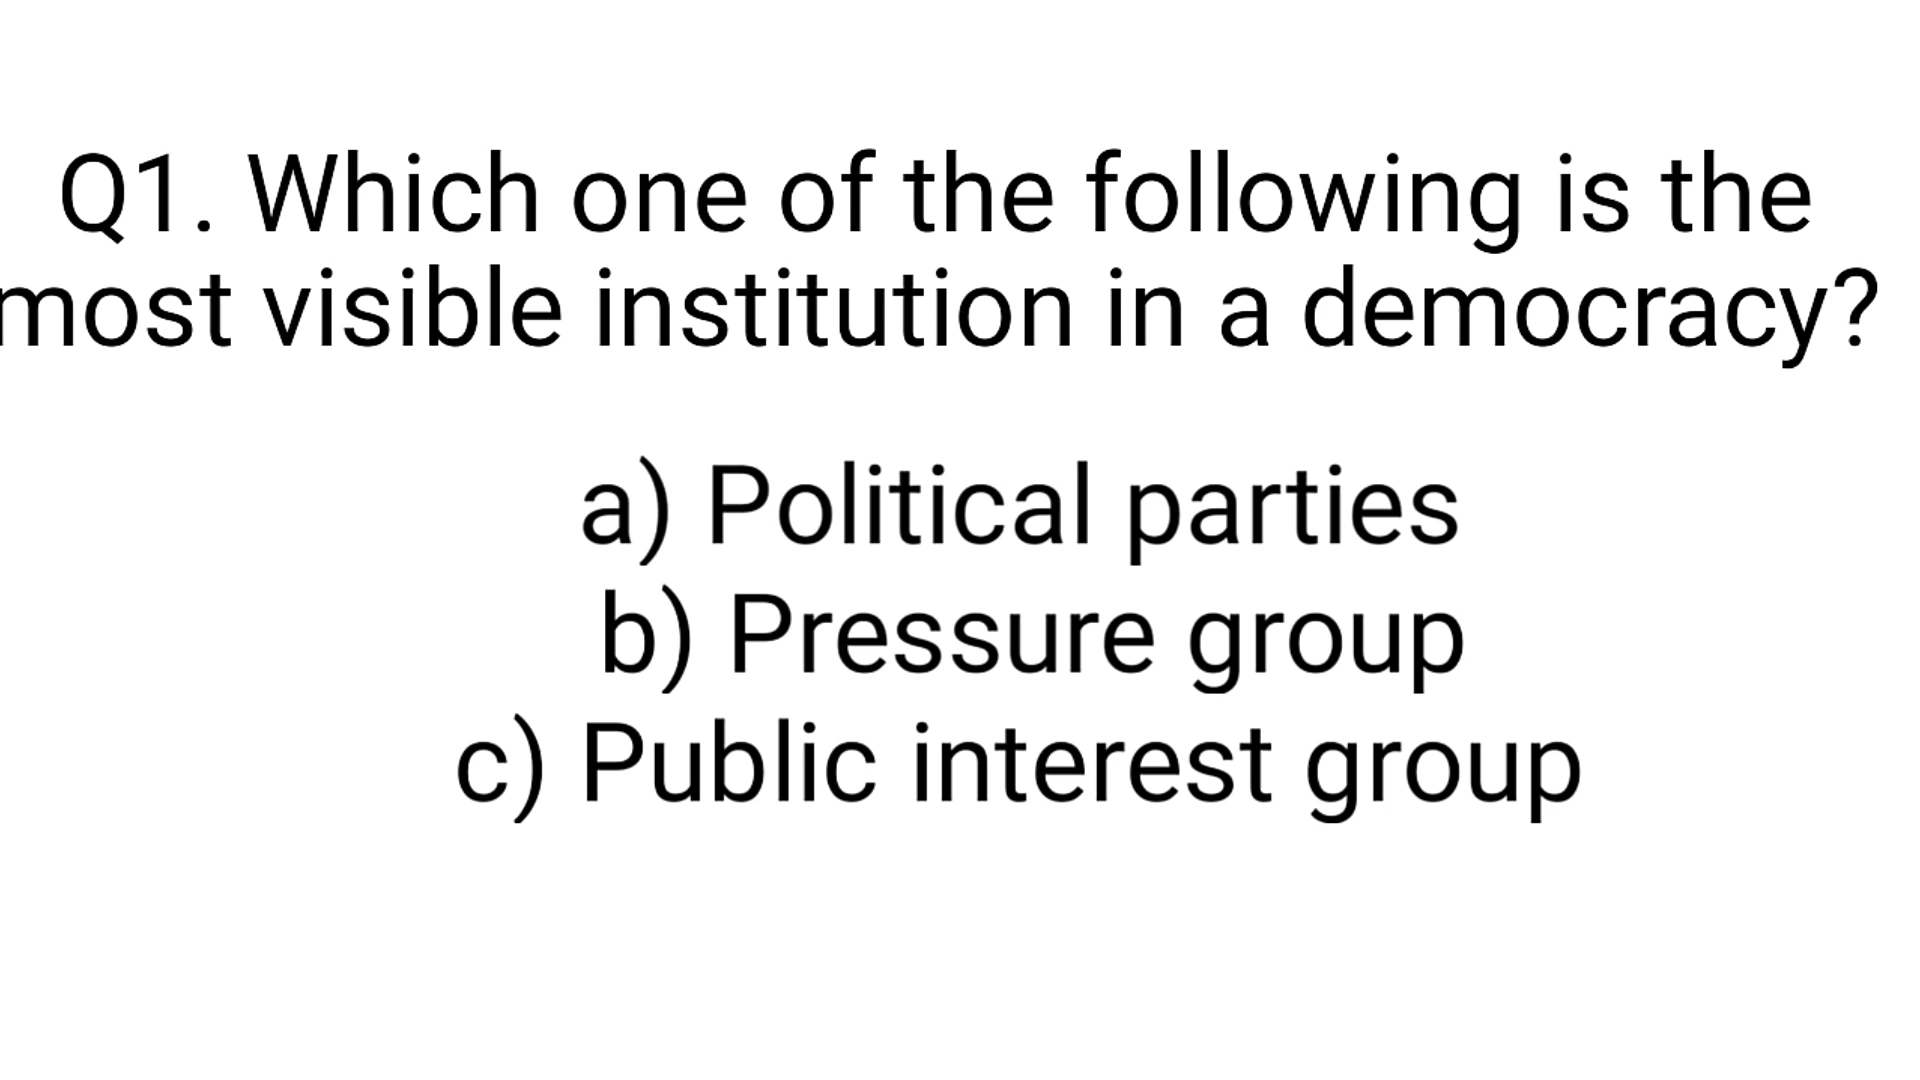 Q1. Which one of the following is the
most visible institution in a democracy?
a) Political parties
b) Pressure group
c) Public interest group